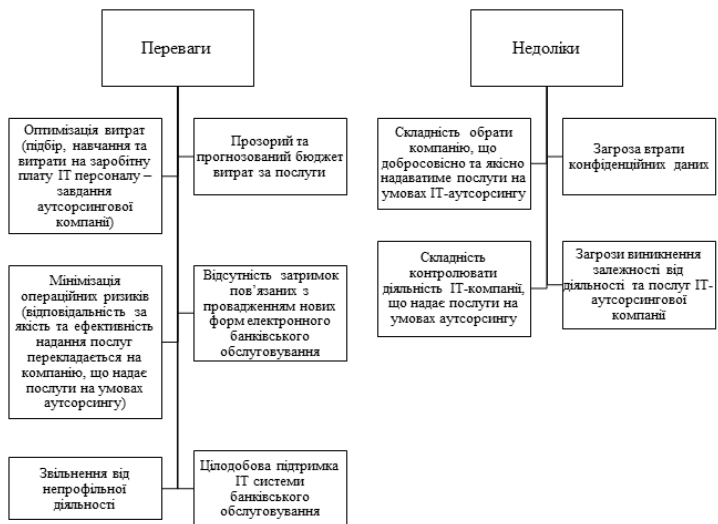 Переваги
Оптимізація витрат
(підбір, навчання та
витрати на заробітну
плату ІТ персоналу –
завдання
аутсорсингової
компанії)
Прозорий та
прогнозований бюджет
витрат за послуги
Мінімізація
операційних ризиків
(відповідальність за
якість та ефективність
надання послуг
перекладається на
компанію, що надає
послуги на умовах
аутсорсингу)
Відсутність затримок
пов’язаних з
провадженням нових
форм електронного
банківського
обслуговування
Звільнення від
непрофільної
діяльності
Цілодобова підтримка
ІТ системи
банківського
обслуговування
Недоліки
Складність обрати
компанію, що
добросовісно та якісно
надаватиме послуги на
умовах ІТ-аутсорсингу
Загроза втрати
конфіденційних даних
Складність
контролювати
діяльність ІТ-компанії,
що надає послуги на
умовах аутсорсингу
Загрози виникнення
залежності від
діяльності та послуг ІТ-
аутсорсингової
компанії